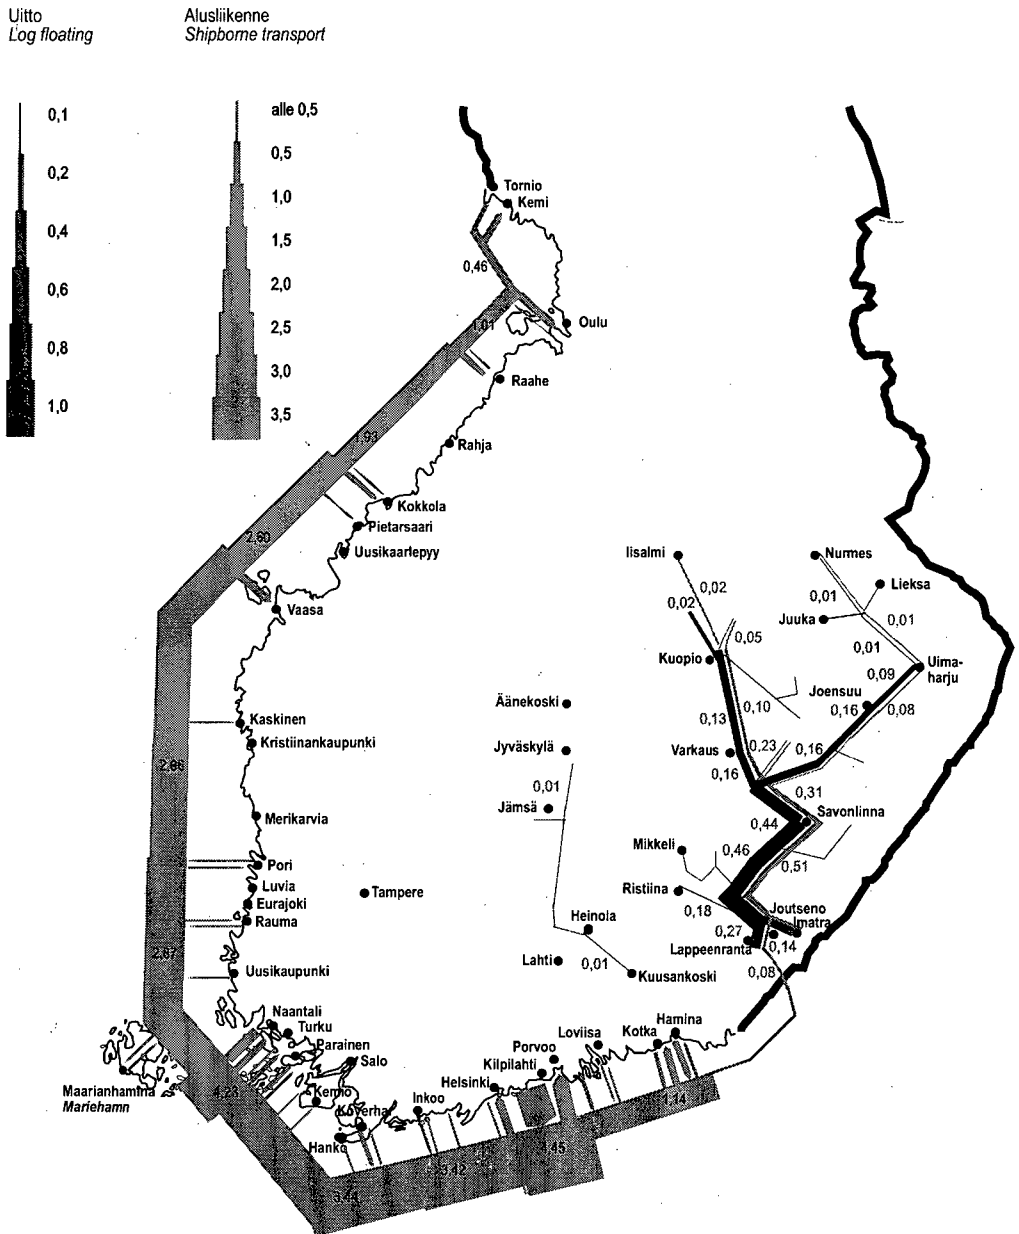 Uitto
Log floating
Alusliikenne
Shipborne transport
0,1
0,2
0,4
0,6
0,8
1,0
alle 0,5
0,5
1,0
1,5
2,0
2,5
3,0
3,5
Tornio
Kemi
0,46
Oulu
1,01
Raahe
1,93
Rahja
Kokkola
Pietarsaari
2,60
Uusikaarlepyy
Vaasa
Iisalmi
Nurmes
0,02
Lieksa
0,02
0,01
Juuka
0,01
0,05
0,01
Kuopio
Uima-
harju
0,09
Joensuu
Äänekoski
0,10
0,16
0,08
0,13
Kaskinen
Kristiinankaupunki
Jyväskylä
Varkaus
0,23
0,16
2,86
0,16
0,01
0,31
Jämsä
Savonlinna
Merikarvia
0,44
Mikkeli
0,46
0,51
Pori
Luvia
Tampere
Ristiina
Eurajoki
0,18
Joutseno
Rauma
Heinola
Imatra
0,27
Lappeenranta
0,14
2,67
Lahti
0,01
Uusikaupunki
Kuusankoski
0,08
Naantali
Turku
Hamina
Kotka
Loviisa
Parainen
Porvoo
Salo
Kilpilahti
Maarianhamina
Mariehamn
4,23
Kemiö
Helsinki
Inkoo
Koverhar
1,14
Hanko
4,45
3,42
3,44